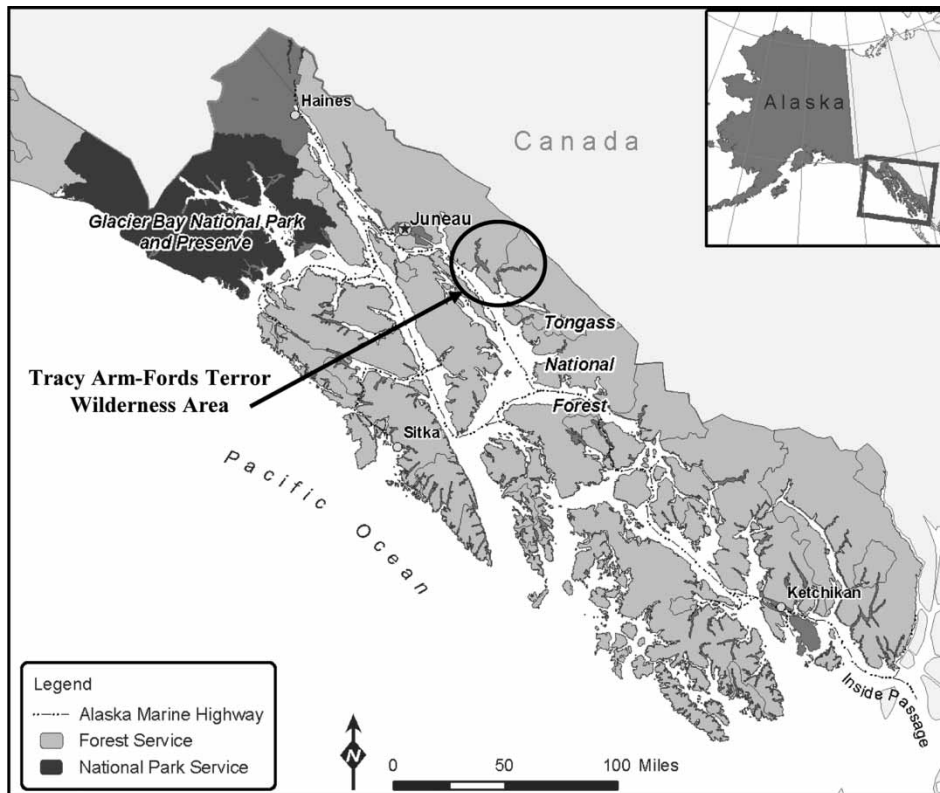 Alaska
Canada
Haines
Glacier Bay National Park
and Preserve
Juneau
Tongass
National
Forest
Tracy Arm-Fords Terror
Wilderness Area
Sitka
Pacific Ocean
Ketchikan
Inside Passage
Legend
Alaska Marine Highway
Forest Service
National Park Service
N
0 50 100 Miles